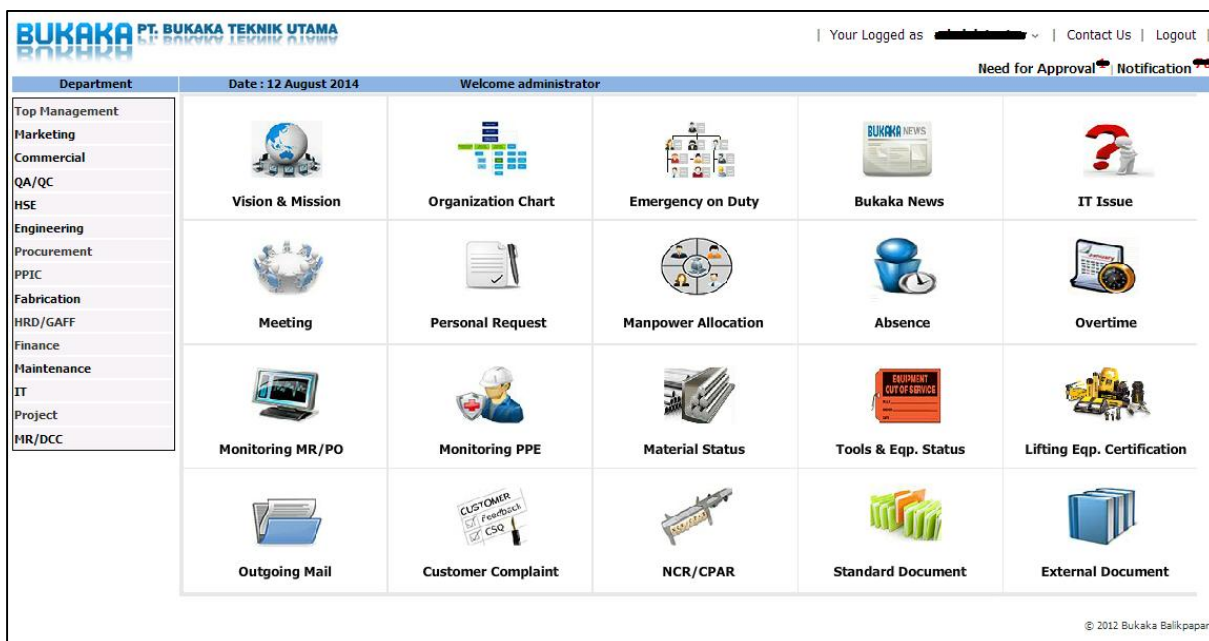 BUKAKA PT. BUKAKA TEKNIK UTAMA
| Your Logged as | Contact Us | Logout |
Need for Approval | Notification
Department Date : 12 August 2014 Welcome administrator
Top Management
Marketing
Commercial
QA/QC
HSE
Engineering
Procurement
PPIC
Fabrication
HRD/GAFF
Finance
Maintenance
IT
Project
MR/DCC
BUKAKA NEWS
Vision & Mission Organization Chart Emergency on Duty Bukaka News IT Issue
January
Meeting Personal Request Manpower Allocation Absence Overtime
EQUIPMENT
OUT OF SERVICE
Monitoring MR/PO Monitoring PPE Material Status Tools & Eqp. Status Lifting Eqp. Certification
CUSTOMER
Feedback
CSQ
Outgoing Mail Customer Complaint NCR/CPAR Standard Document External Document
© 2012 Bukaka Balikpapan